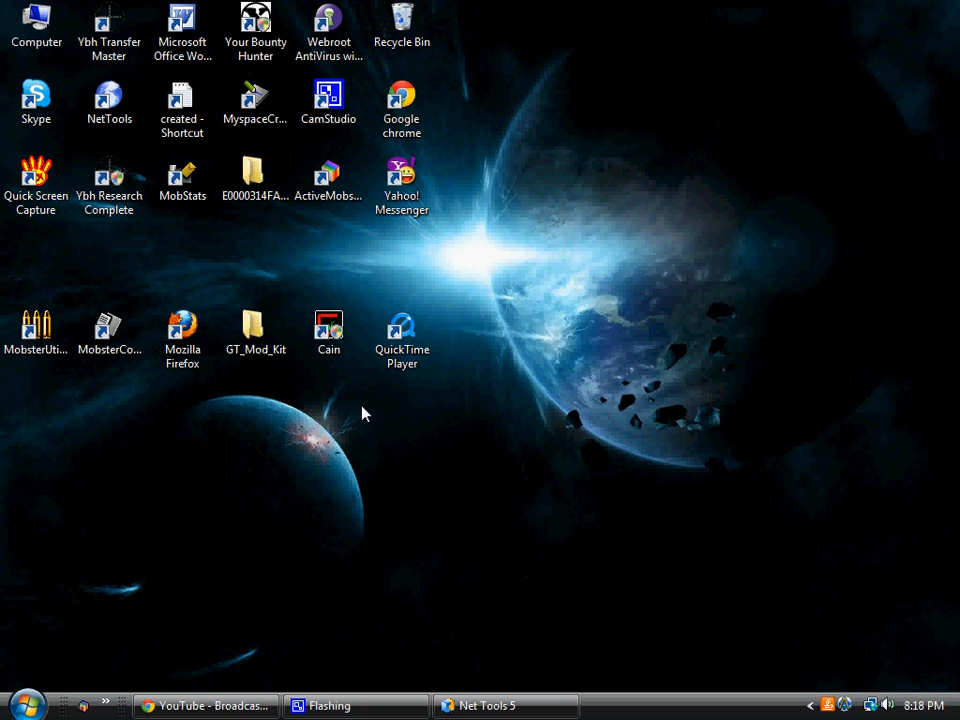 Computer
Ybh Transfer
Master
Microsoft
Office Wo...
Your Bounty
Hunter
Webroot
AntiVirus wi...
Recycle Bin
Skype
NetTools
created -
Shortcut
MyspaceCr...
CamStudio
Google
chrome
Quick Screen
Capture
Ybh Research
Complete
MobStats
E0000314FA...
ActiveMobs...
Yahoo!
Messenger
MobsterUti...
MobsterCo...
Mozilla
Firefox
GT_Mod_Kit
Cain
QuickTime
Player
YouTube - Broadcas...
Flashing
Net Tools 5
8:18 PM